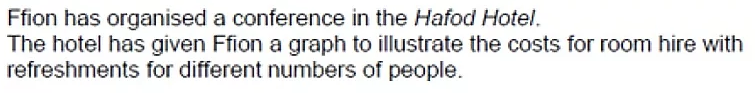 Ffion has organised a conference in the Hafod Hotel.
The hotel has given Ffion a graph to illustrate the costs for room hire with
refreshments for different numbers of people.